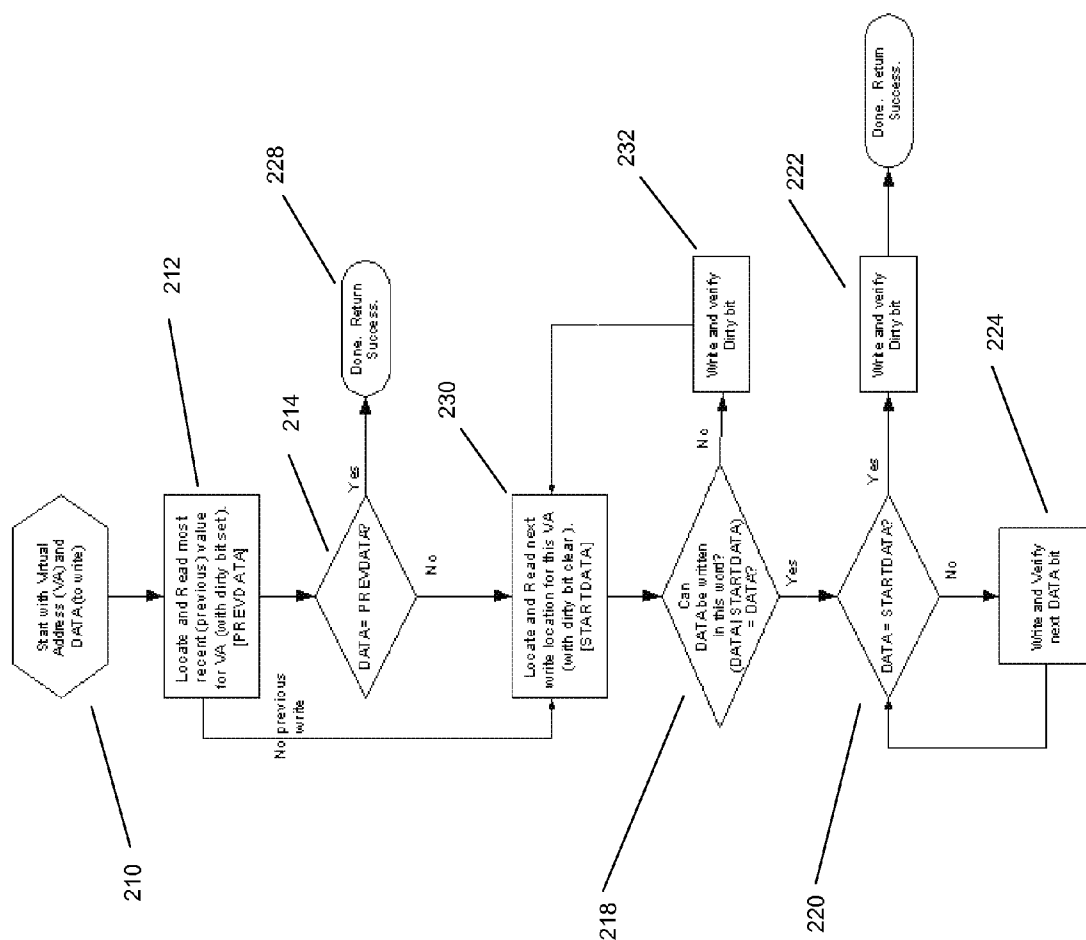 Start with Virtual
Address (VA) and
DATA (to write)
210
Locate and Read most
recent (previous) value
for VA (with dirty bit set).
[PREVDATA]
212
No previous
write
DATA = PREVDATA?
214
Yes
No
Done. Return
Success.
228
Locate and Read next
write location for this VA
(with dirty bit clear).
[STARTDATA]
230
Can
DATA be written
in this word?
(DATA | STARTDATA)
= DATA?
218
No
Yes
Write and verify
Dirty bit
232
DATA = STARTDATA?
220
Yes
No
Write and verify
Dirty bit
222
Done. Return
Success.
Write and Verify
next DATA bit
224